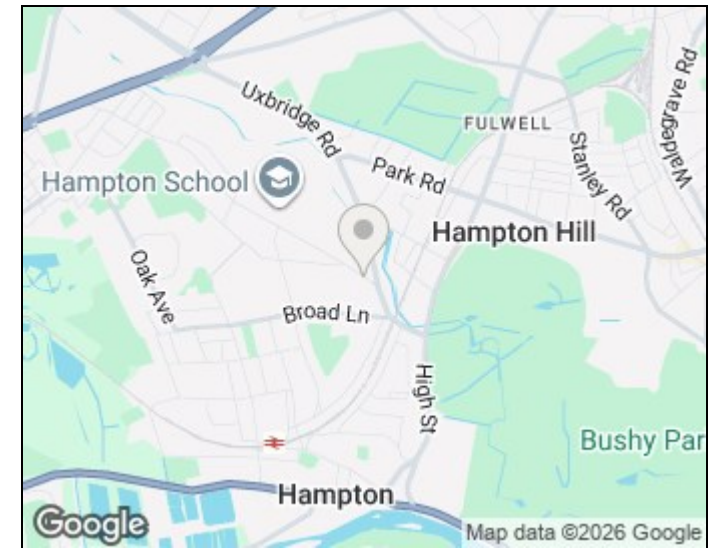 Uxbridge Rd
FULWELL
Waldegrave Rd
Stanley Rd
Park Rd
Hampton School
Hampton Hill
Oak Ave
Broad Ln
High St
Bushy Par
Hampton
Google
Map data ©2026 Google